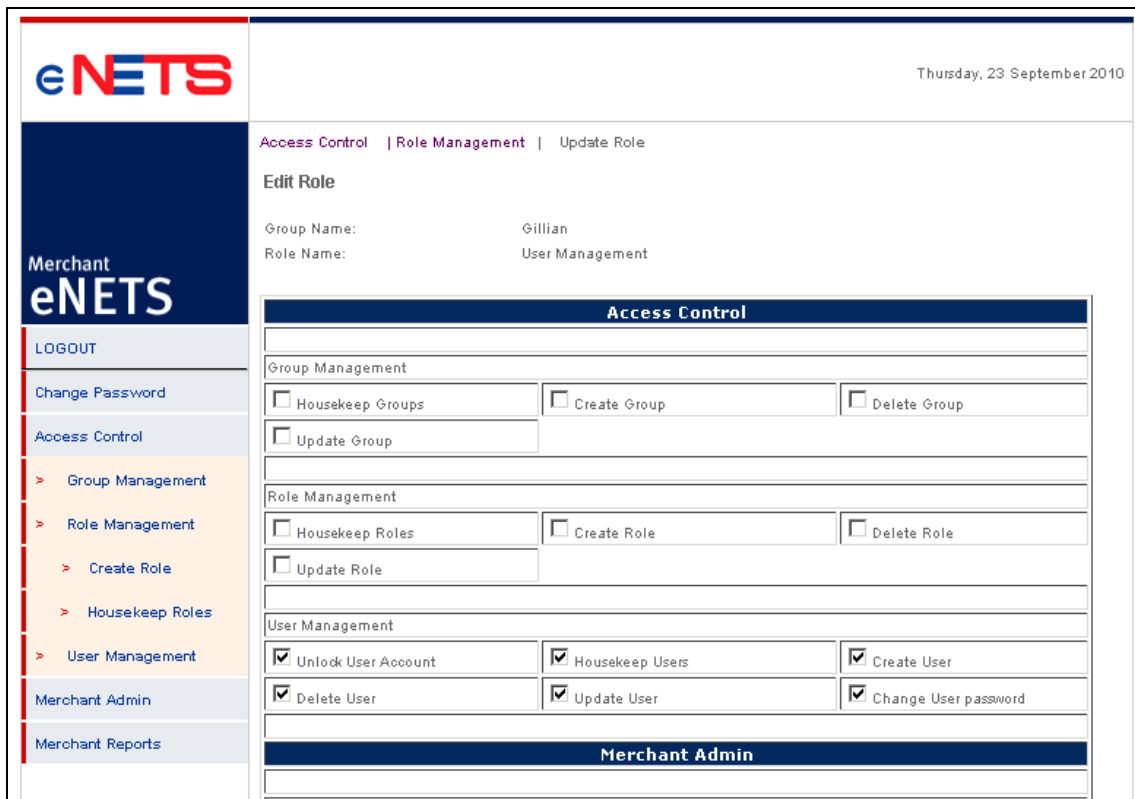 eNETS
Thursday, 23 September 2010
Access Control | Role Management | Update Role
Edit Role
Group Name: Gillian
Role Name: User Management
Merchant
eNETS
LOGOUT
Change Password
Access Control
> Group Management
> Role Management
> Create Role
> Housekeep Roles
> User Management
Merchant Admin
Merchant Reports
Access Control
Group Management
Housekeep Groups Create Group Delete Group
Update Group
Role Management
Housekeep Roles Create Role Delete Role
Update Role
User Management
Unlock User Account Housekeep Users Create User
Delete User Update User Change User password
Merchant Admin